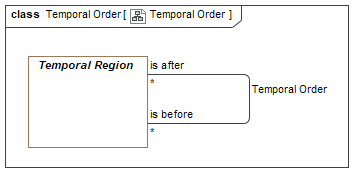 class Temporal Order [ Temporal Order ]
Temporal Region
is after
*
Temporal Order
is before
*